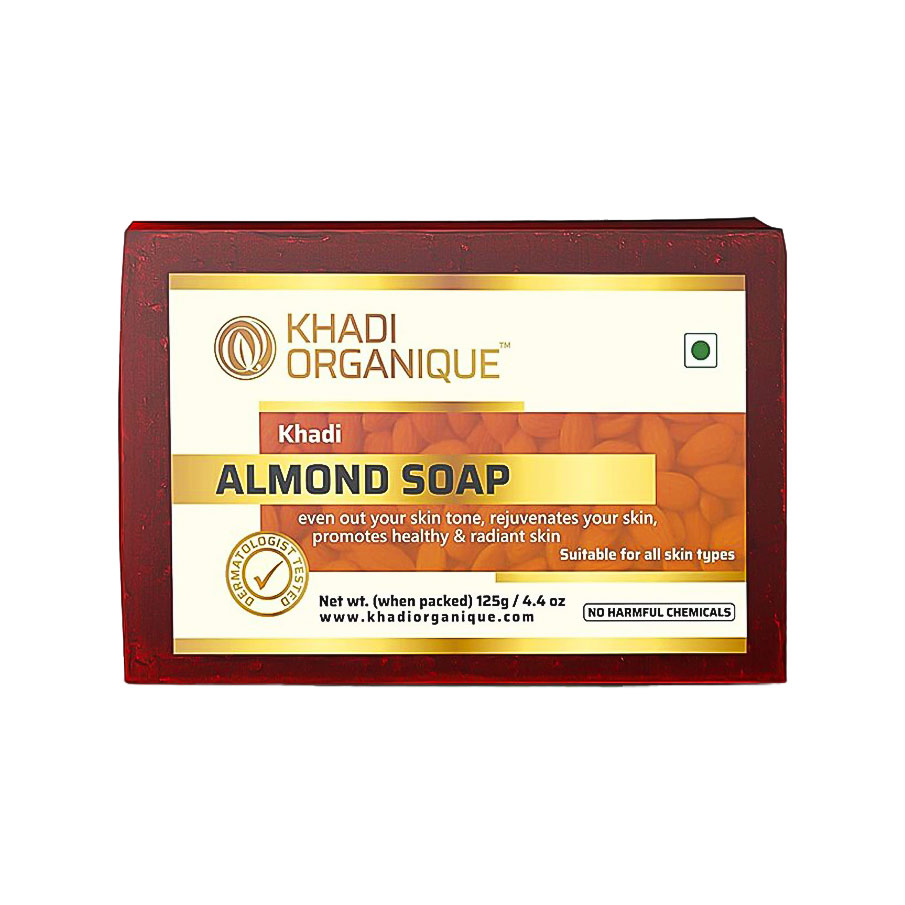 KHADI
ORGANIQUE™
Khadi
ALMOND SOAP
even out your skin tone, rejuvenates your skin,
promotes healthy & radiant skin
Suitable for all skin types
DERMATOLOGIST TESTED
Net wt. (when packed) 125g / 4.4 oz
www.khadiorganique.com
NO HARMFUL CHEMICALS